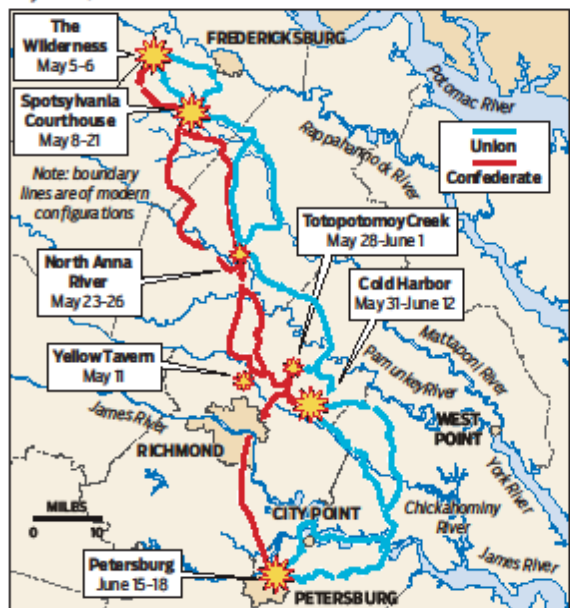 The
Wilderness
May 5-6
FREDERICKSBURG
Spotsylvania
Courthouse
May 8-21
Potomac River
Rappahannock River
Union
Confederate
Note: boundary
lines are of modern
configurations
Totopotomoy Creek
May 28-June 1
North Anna
River
May 23-26
Cold Harbor
May 31-June 12
Mattaponi River
Yellow Tavern
May 11
Pamunkey River
James River
WEST
POINT
RICHMOND
York River
MILES
0 10
CITY POINT
Chickahominy
River
James River
Petersburg
June 15-18
PETERSBURG